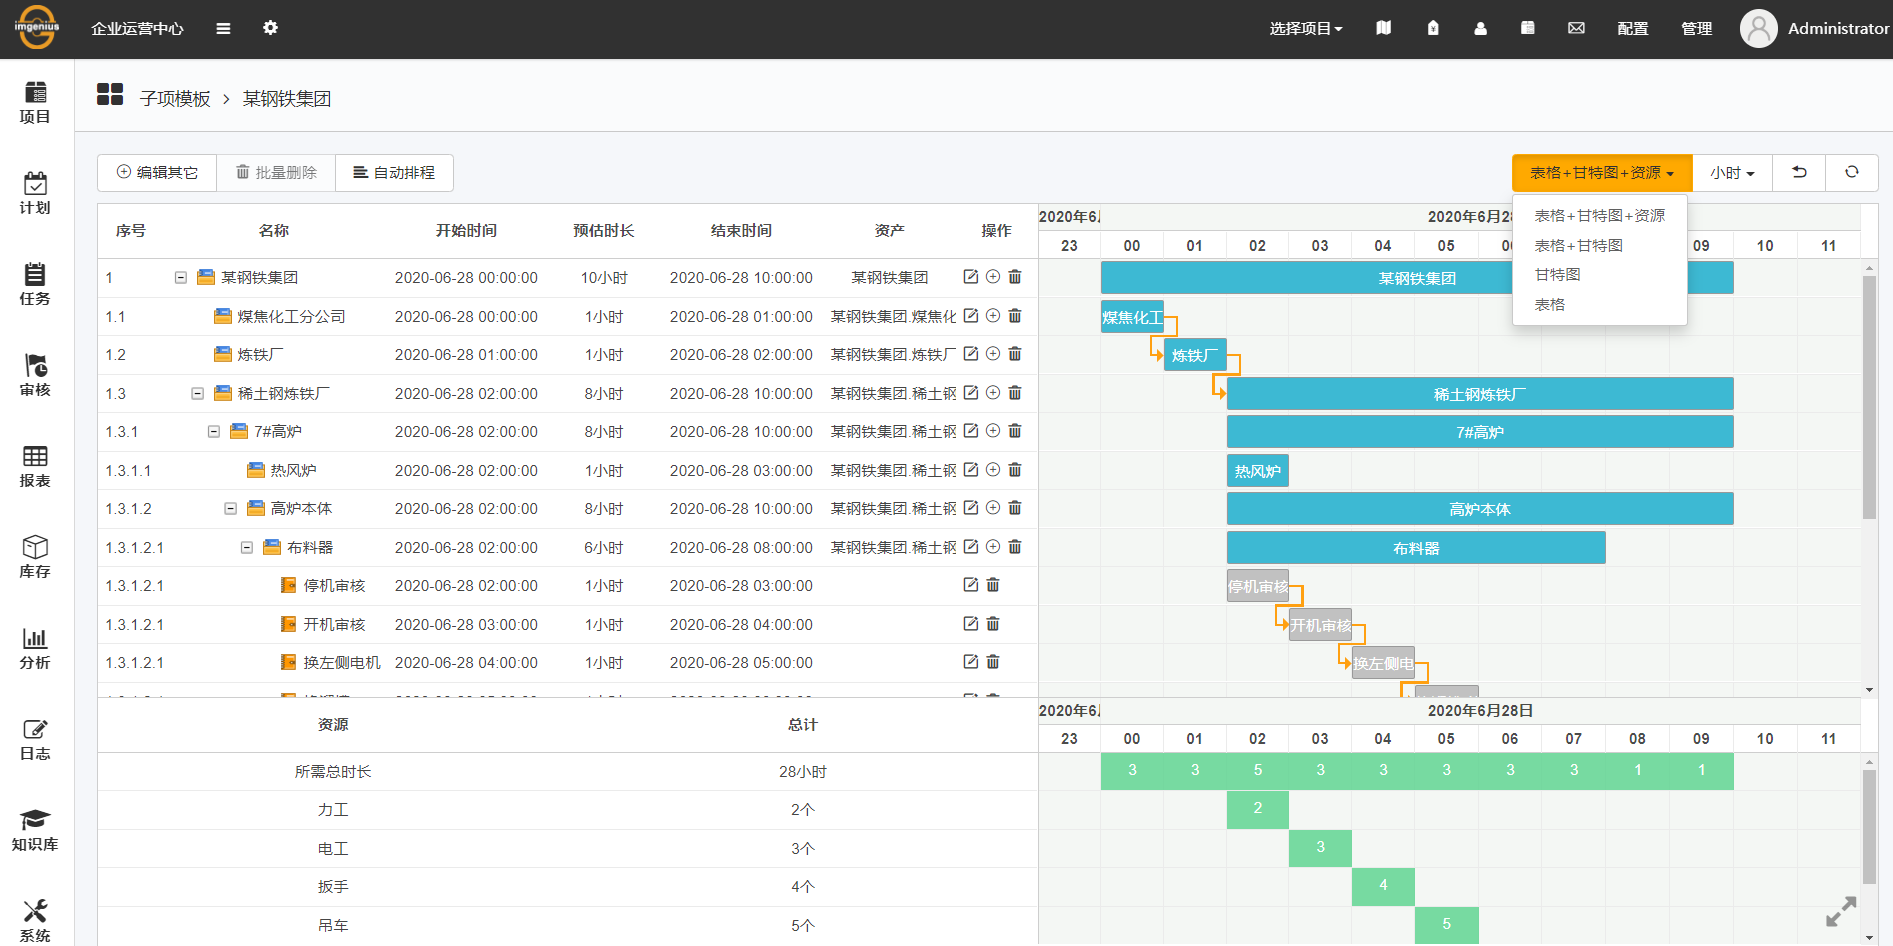 imgenius 企业运营中心 选择项目 配置 管理 Administrator
项目
计划
任务
审核
报表
库存
分析
日志
知识库
系统
子项模板 > 某钢铁集团
编辑其它 批量删除 自动排程 表格+甘特图+资源 小时
表格+甘特图+资源
表格+甘特图
甘特图
表格
序号 名称 开始时间 预估时长 结束时间 资产 操作
2020年6月 2020年6月28
23 00 01 02 03 04 05 09 10 11
1 某钢铁集团 2020-06-28 00:00:00 10小时 2020-06-28 10:00:00 某钢铁集团 某钢铁集团
1.1 煤焦化工分公司 2020-06-28 00:00:00 1小时 2020-06-28 01:00:00 某钢铁集团.煤焦化 煤焦化工
1.2 炼铁厂 2020-06-28 01:00:00 1小时 2020-06-28 02:00:00 某钢铁集团.炼铁厂 炼铁厂
1.3 稀土钢炼铁厂 2020-06-28 02:00:00 8小时 2020-06-28 10:00:00 某钢铁集团.稀土钢 稀土钢炼铁厂
1.3.1 7#高炉 2020-06-28 02:00:00 8小时 2020-06-28 10:00:00 某钢铁集团.稀土钢 7#高炉
1.3.1.1 热风炉 2020-06-28 02:00:00 1小时 2020-06-28 03:00:00 某钢铁集团.稀土钢 热风炉
1.3.1.2 高炉本体 2020-06-28 02:00:00 8小时 2020-06-28 10:00:00 某钢铁集团.稀土钢 高炉本体
1.3.1.2.1 布料器 2020-06-28 02:00:00 6小时 2020-06-28 08:00:00 某钢铁集团.稀土钢 布料器
1.3.1.2.1 停机审核 2020-06-28 02:00:00 1小时 2020-06-28 03:00:00 停机审核
1.3.1.2.1 开机审核 2020-06-28 03:00:00 1小时 2020-06-28 04:00:00 开机审核
1.3.1.2.1 换左侧电机 2020-06-28 04:00:00 1小时 2020-06-28 05:00:00 换左侧电
资源 总计
2020年6月 2020年6月28日
23 00 01 02 03 04 05 06 07 08 09 10 11
所需总时长 28小时 3 3 5 3 3 3 3 3 1 1
力工 2个 2
电工 3个 3
扳手 4个 4
吊车 5个 5